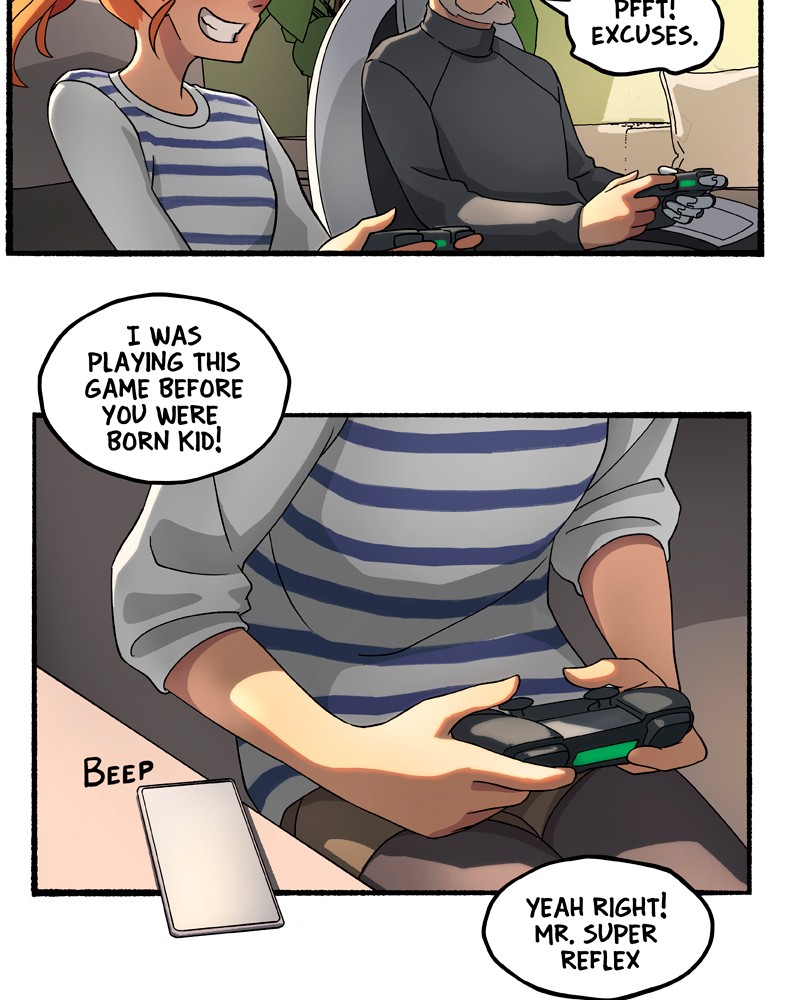 PFFT!
EXCUSES.
I WAS
PLAYING THIS
GAME BEFORE
YOU WERE
BORN KID!
BEEP
YEAH RIGHT!
MR. SUPER
REFLEX